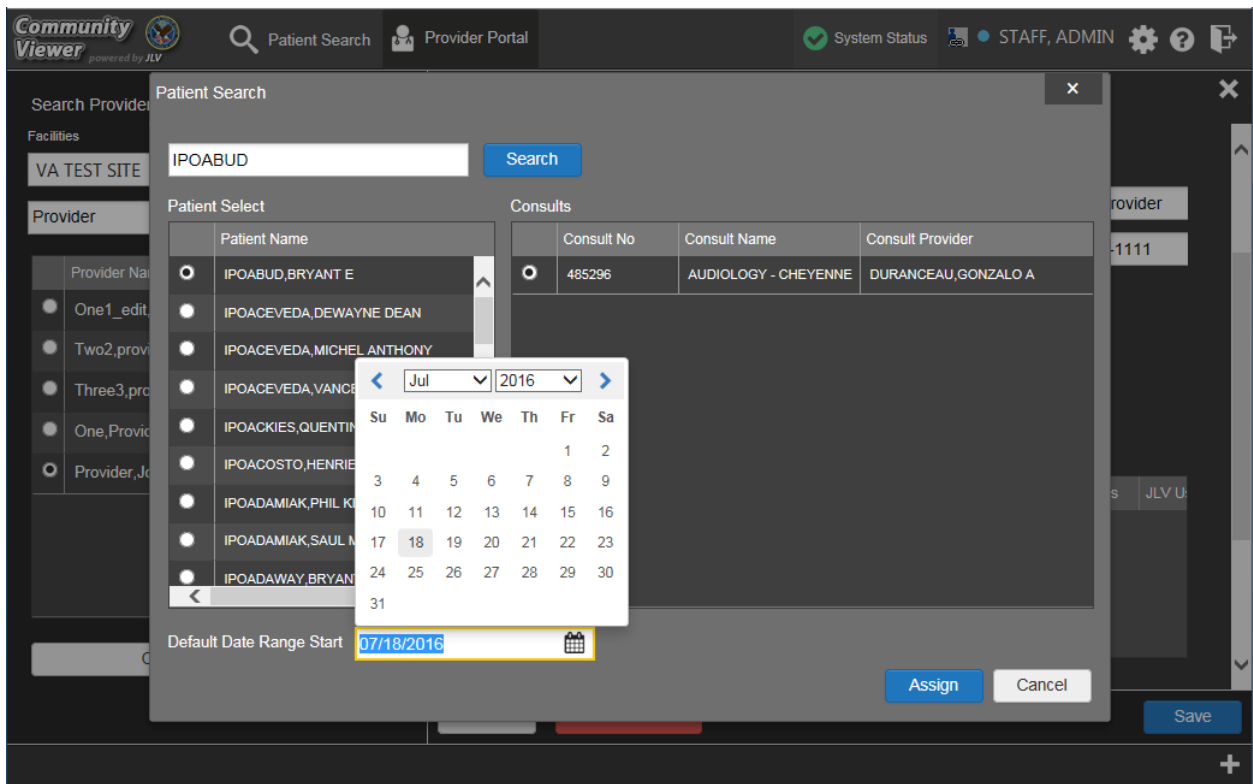 Community Viewer powered by JLV
Patient Search
Provider Portal
System Status
STAFF, ADMIN
Search Provider
Facilities
VA TEST SITE
Provider
Provider Na
One1_edit,
Two2,provi
Three3,pro
One,Provid
Provider,Jo
Patient Search
x
IPOABUD
Search
Patient Select
Patient Name
IPOABUD,BRYANT E
IPOACEVEDA,DEWAYNE DEAN
IPOACEVEDA,MICHEL ANTHONY
IPOACEVEDA,VANCE
IPOACKIES,QUENTIN
IPOACOSTO,HENRIE
IPOADAMIAK,PHIL
IPOADAMIAK,SAUL M
IPOADAWAY,BRYAN
Consults
Consult No Consult Name Consult Provider
485296 AUDIOLOGY - CHEYENNE DURANCEAU,GONZALO A
Jul 2016
Su Mo Tu We Th Fr Sa
1 2
3 4 5 6 7 8 9
10 11 12 13 14 15 16
17 18 19 20 21 22 23
24 25 26 27 28 29 30
31
Default Date Range Start 07/18/2016
Assign
Cancel
rovider
-1111
s JLV U
Save